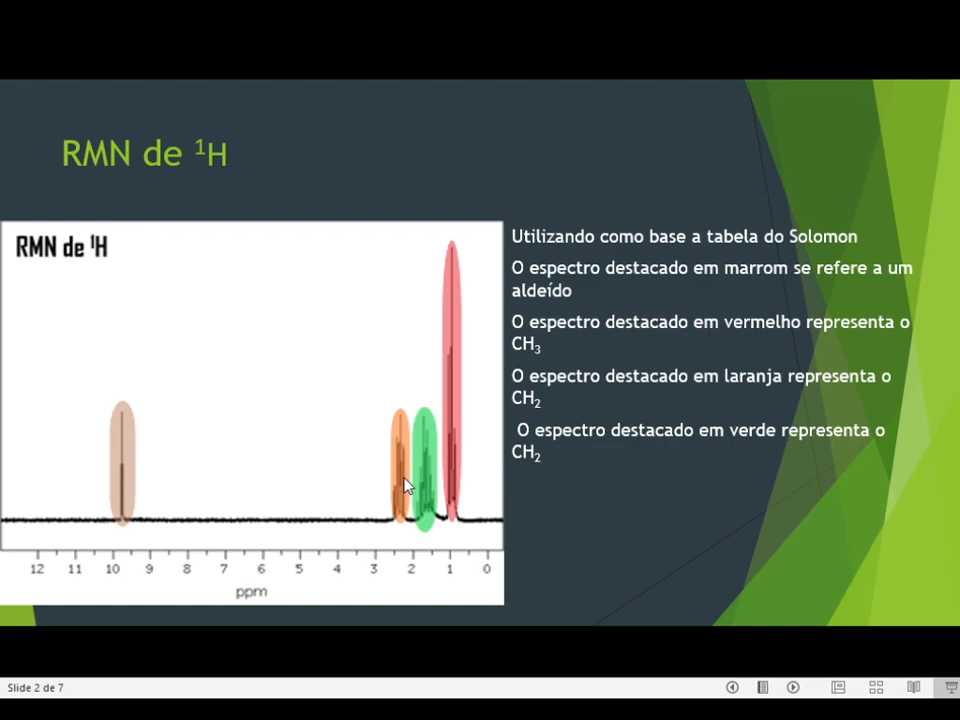 RMN de ¹H
RMN de ¹H
Utilizando como base a tabela do Solomon
O espectro destacado em marrom se refere a um
aldeído
O espectro destacado em vermelho representa o
CH₃
O espectro destacado em laranja representa o
CH₂
O espectro destacado em verde representa o
CH₂
12 11 10 9 8 7 6 5 4 3 2 1 0
ppm
Slide 2 de 7